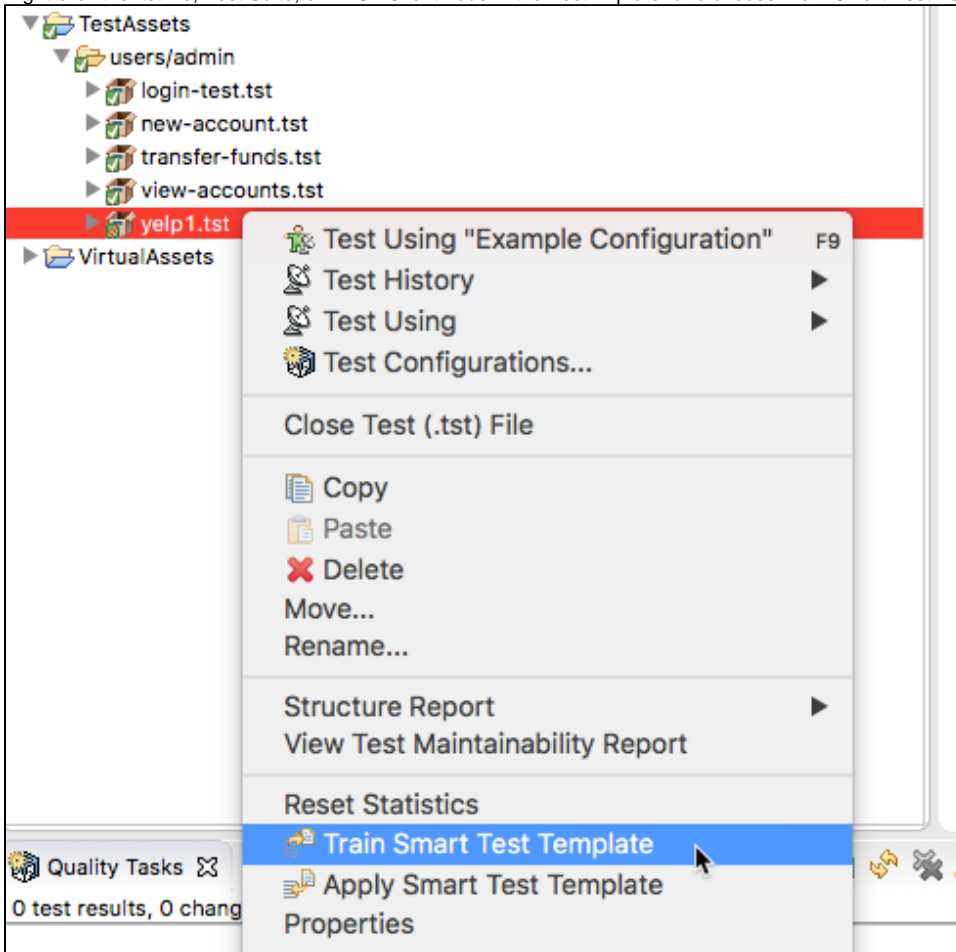 TestAssets
users/admin
login-test.tst
new-account.tst
transfer-funds.tst
view-accounts.tst
yelp1.tst
VirtualAssets
Test Using "Example Configuration" F9
Test History
Test Using
Test Configurations...
Close Test (.tst) File
Copy
Paste
Delete
Move...
Rename...
Structure Report
View Test Maintainability Report
Reset Statistics
Train Smart Test Template
Apply Smart Test Template
Properties
Quality Tasks
0 test results, 0 chang